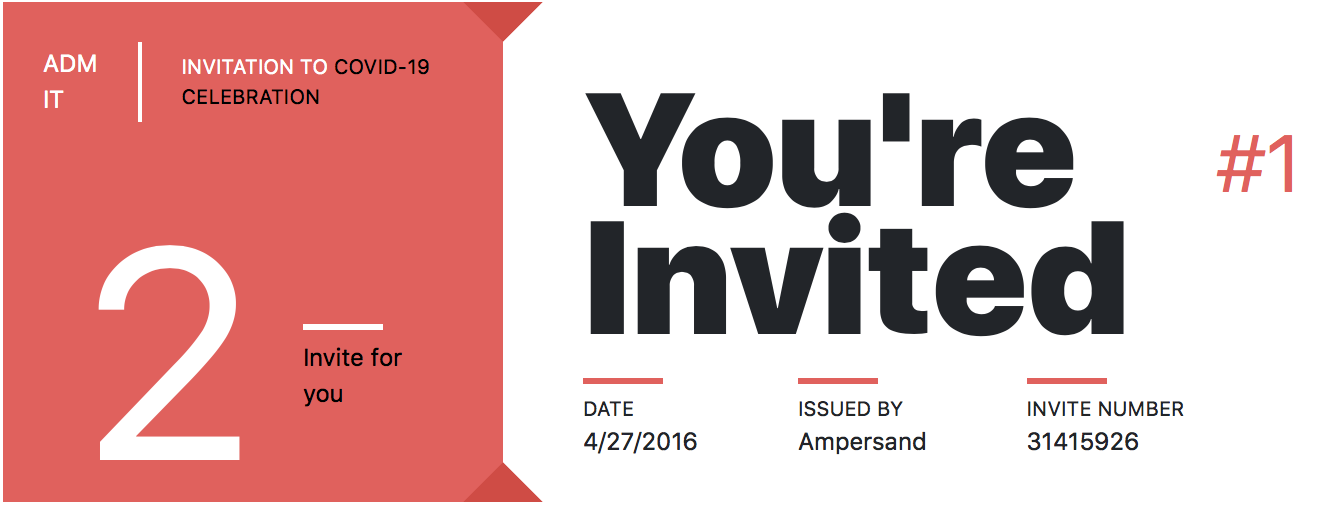 ADM
IT
INVITATION TO COVID-19
CELEBRATION
2
Invite for
you
You're
Invited
#1
DATE
4/27/2016
ISSUED BY
Ampersand
INVITE NUMBER
31415926